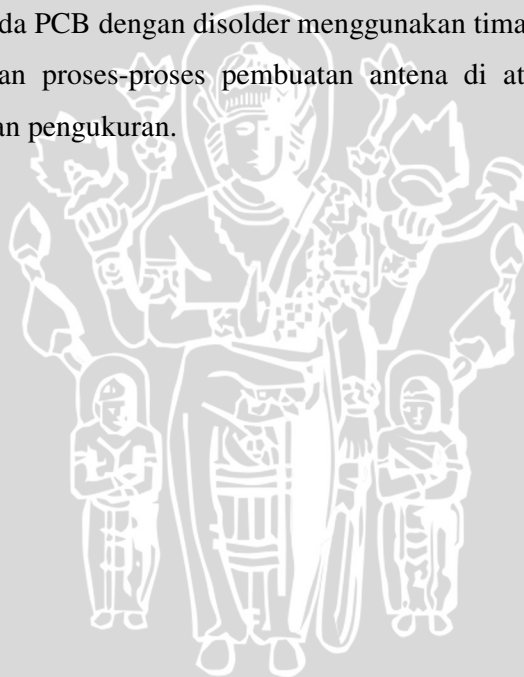 da PCB dengan disolder menggunakan tima
an proses-proses pembuatan antena di at
an pengukuran.